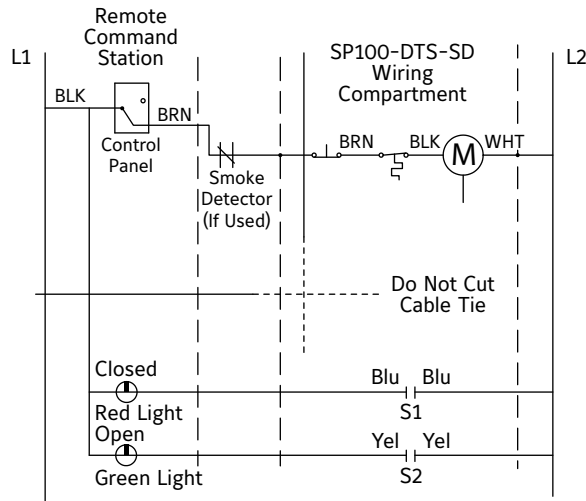 Remote
Command
Station
L1
SP100-DTS-SD
Wiring
Compartment
L2
BLK
BRN
Control
Panel
BRN
BLK
M
WHT
Smoke
Detector
(If Used)
Do Not Cut
Cable Tie
Closed
Red Light
Blu
Blu
S1
Open
Green Light
Yel
Yel
S2